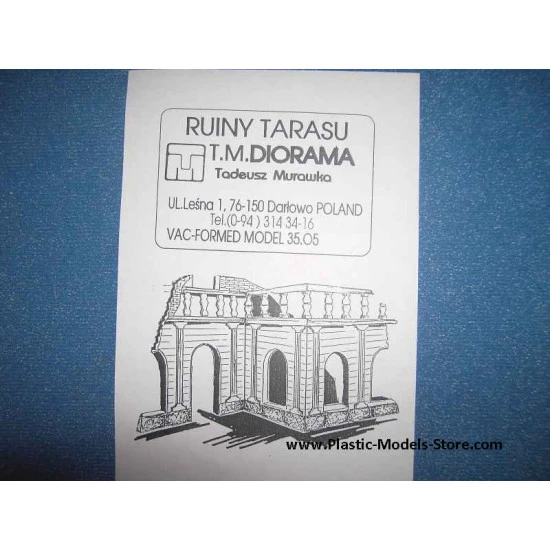 RUINY TARASU
TM T.M.DIORAMA
Tadeusz Murawka
UL.Leśna 1, 76-150 Darłowo POLAND
Tel.(0-94 ) 314 34-16
VAC-FORMED MODEL 35.05
www.Plastic-Models-Store.com